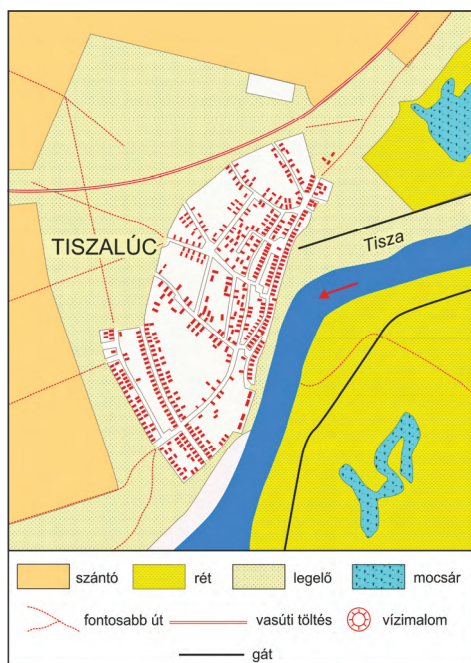 TISZALÚC
Tisza
szántó rét legelő mocsár
fontosabb út vasúti töltés vízimalom
gát